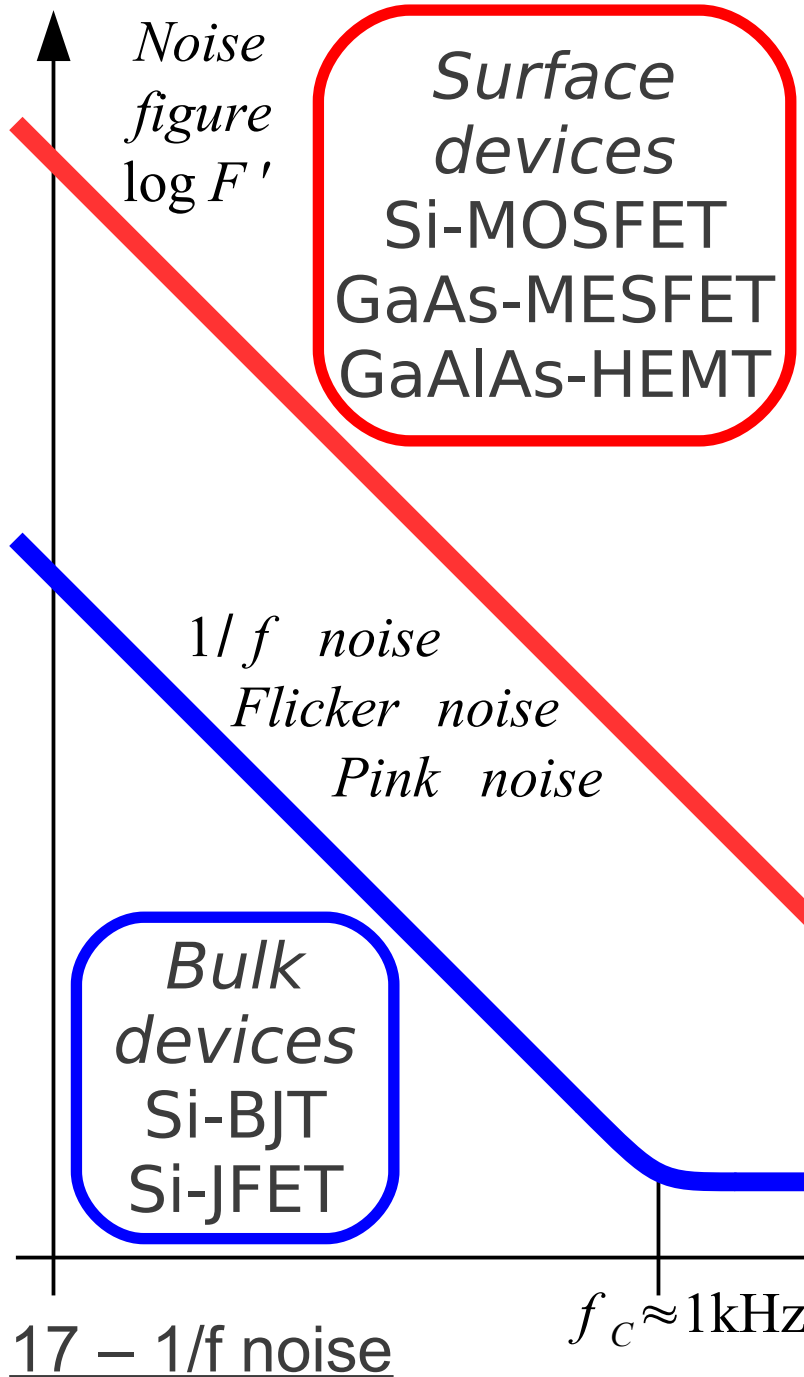 Noise
figure
log F '
Surface
devices
Si-MOSFET
GaAs-MESFET
GaAlAs-HEMT
1/ f noise
Flicker noise
Pink noise
Bulk
devices
Si-BJT
Si-JFET
f C ≈ 1kHz
17 – 1/f noise